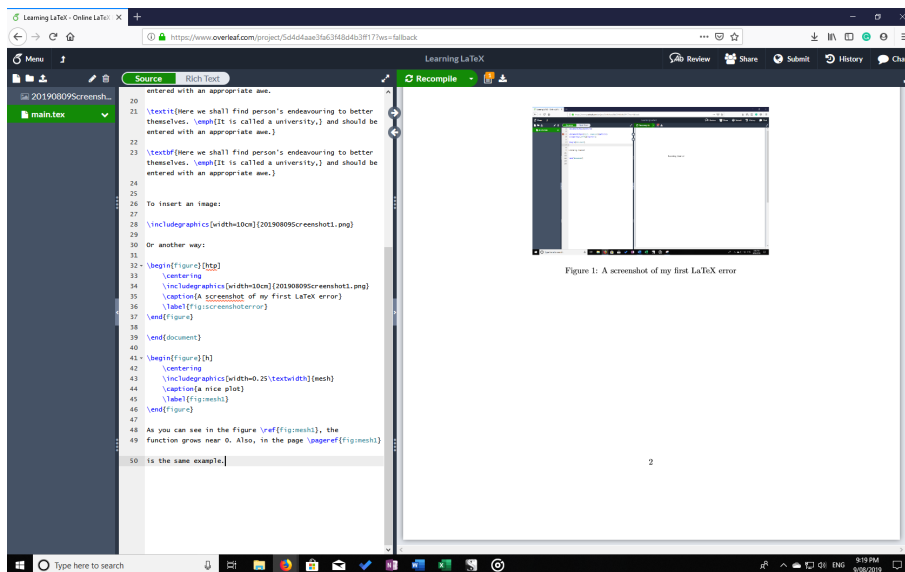 Learning LaTeX - Online LaTeX
https://www.overleaf.com/project/5d4d4aae3fa63f48d4b3ff17?ws=fallback
Menu
Learning LaTeX
Review
Share
Submit
History
Cha
Source
Rich Text
Recompile
20190809Screensh...
main.tex
entered with an appropriate awe.
20
21 \textit{Here we shall find person's endeavouring to better
themselves. \emph{It is called a university,} and should be
entered with an appropriate awe.}
22
23 \textbf{Here we shall find person's endeavouring to better
themselves. \emph{It is called a university,} and should be
entered with an appropriate awe.}
24
25
26 To insert an image:
27
28 \includegraphics[width=10cm]{20190809Screenshot1.png}
29
30 Or another way:
31
32 \begin{figure}[htp]
33 \centering
34 \includegraphics[width=10cm]{20190809Screenshot1.png}
35 \caption{A screenshot of my first LaTeX error}
36 \label{fig:screenshoterror}
37 \end{figure}
38
39 \end{document}
40
41 \begin{figure}[h]
42 \centering
43 \includegraphics[width=0.25\textwidth]{mesh}
44 \caption{a nice plot}
45 \label{fig:mesh1}
46 \end{figure}
47
48 As you can see in the figure \ref{fig:mesh1}, the
49 function grows near 0. Also, in the page \pageref{fig:mesh1}
50 is the same example.
Figure 1: A screenshot of my first LaTeX error
2
Type here to search
ENG
9:19 PM
9/08/2019